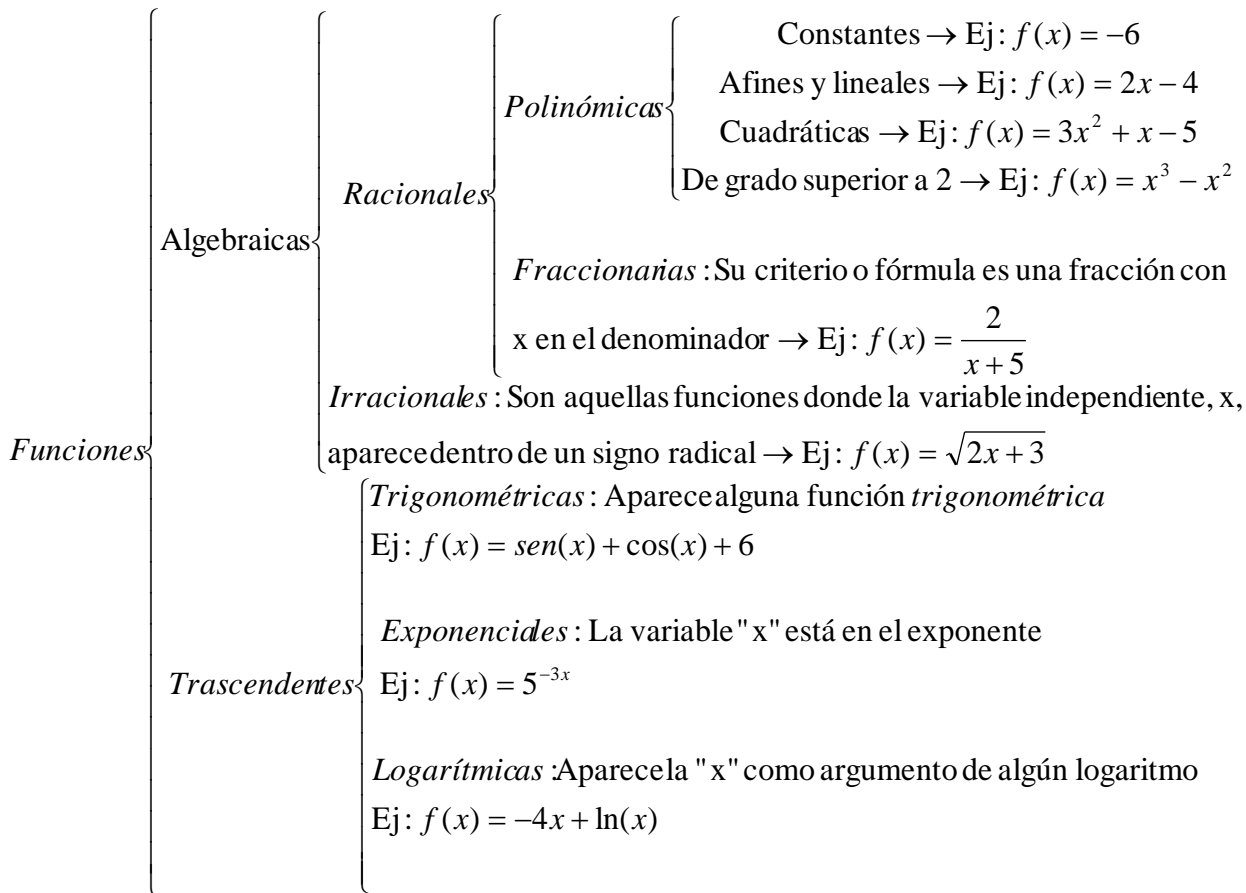 Funciones
Algebraicas
Racionales
Polinómicas
Constantes → Ej: f(x) = −6
Afines y lineales → Ej: f(x) = 2x − 4
Cuadráticas → Ej: f(x) = 3x² + x − 5
De grado superior a 2 → Ej: f(x) = x³ − x²
Fraccionarias : Su criterio o fórmula es una fracción con
x en el denominador → Ej: f(x) = 2/(x + 5)
Irracionales : Son aquellas funciones donde la variable independiente, x,
aparece dentro de un signo radical → Ej: f(x) = √(2x + 3)
Trascendentes
Trigonométricas : Aparece alguna función trigonométrica
Ej: f(x) = sen(x) + cos(x) + 6
Exponenciales : La variable "x" está en el exponente
Ej: f(x) = 5⁻³ˣ
Logarítmicas : Aparece la "x" como argumento de algún logaritmo
Ej: f(x) = −4x + ln(x)